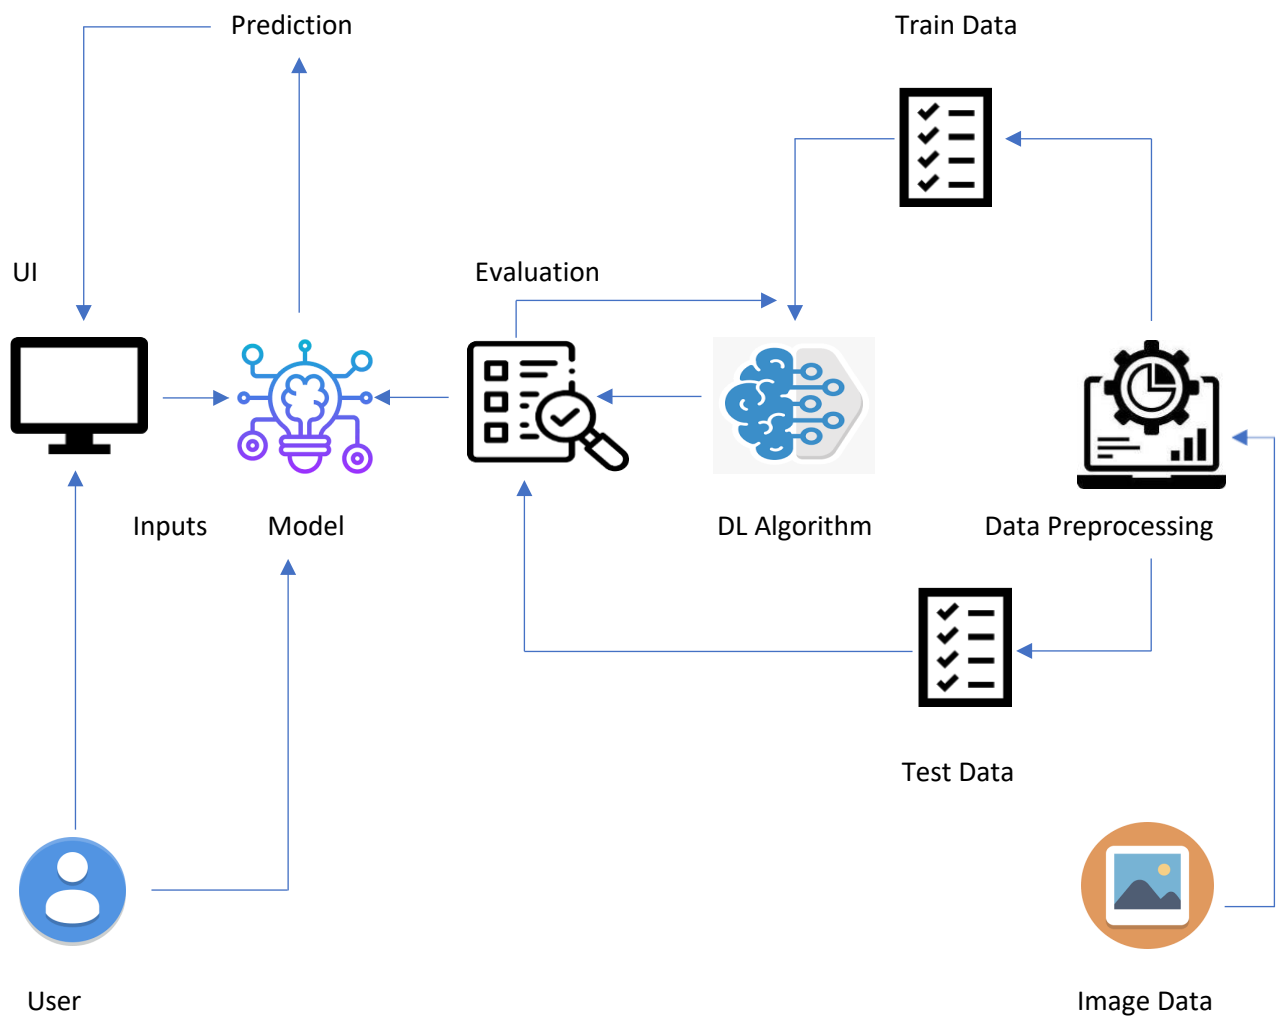 Prediction
Train Data
UI
Evaluation
Inputs
Model
DL Algorithm
Data Preprocessing
Test Data
User
Image Data